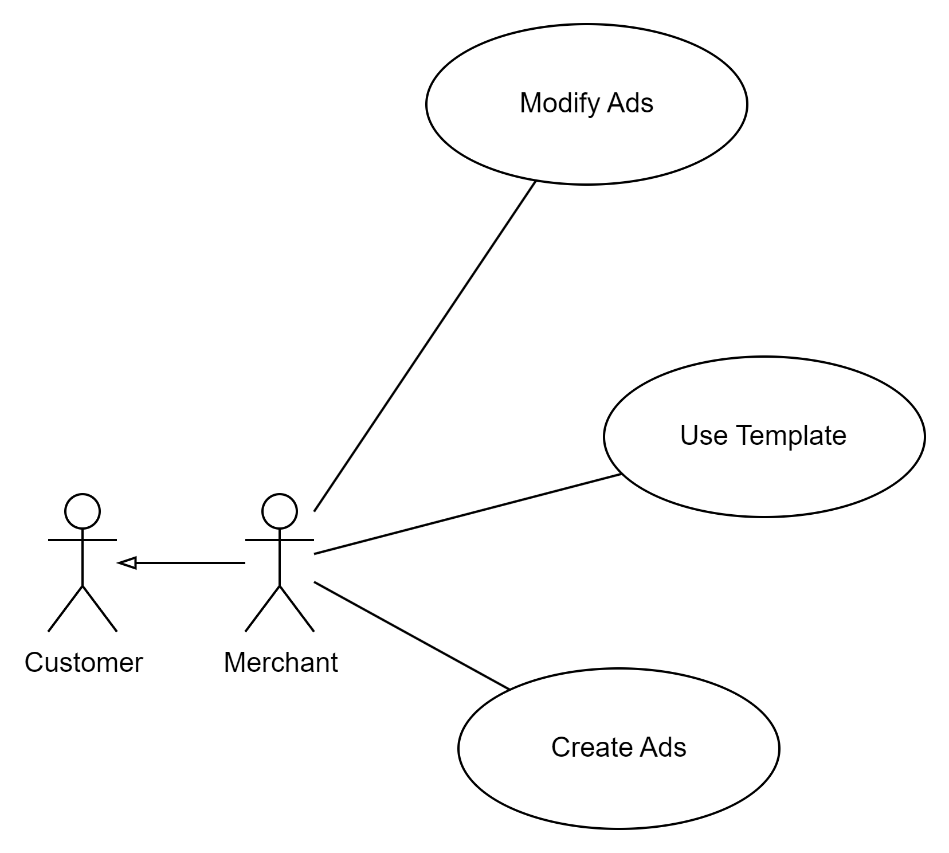 Modify Ads
Use Template
Customer
Merchant
Create Ads